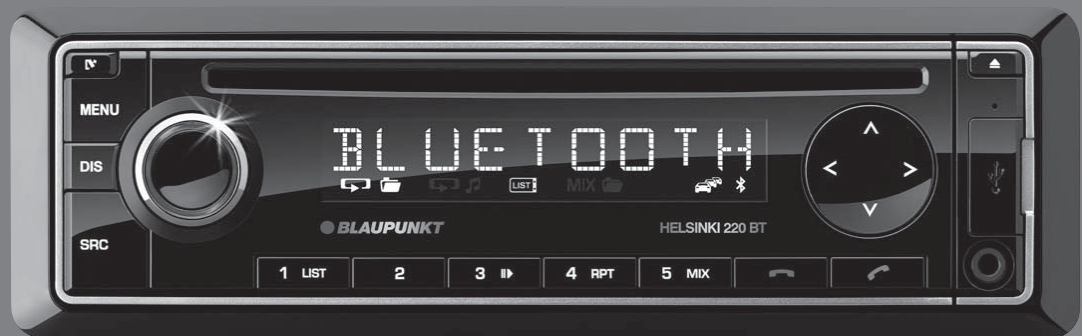 MENU
BLUETOOTH
DIS
LIST
MIX
SRC
BLAUPUNKT
HELSINKI 220 BT
1 LIST
2
3
4 RPT
5 MIX